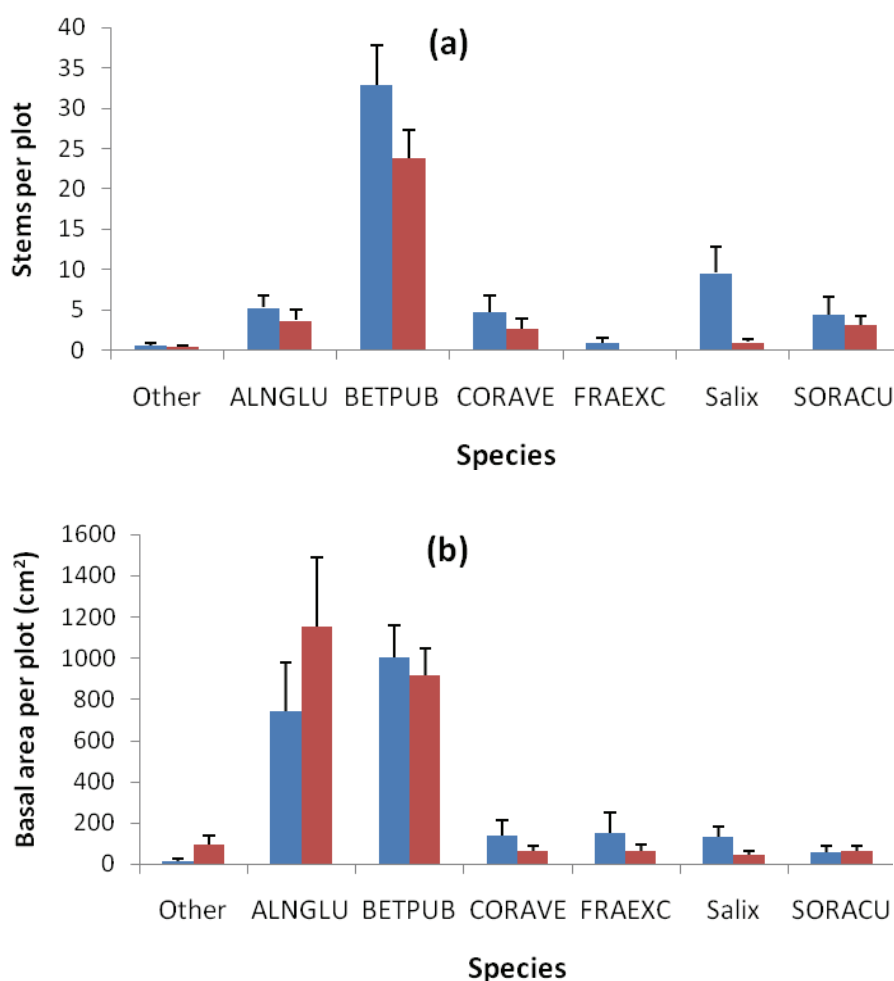 (a)
Stems per plot
40
35
30
25
20
15
10
5
0
Other ALNGLU BETPUB CORAVE FRAEXC Salix SORACU
Species
(b)
Basal area per plot (cm²)
1600
1400
1200
1000
800
600
400
200
0
Other ALNGLU BETPUB CORAVE FRAEXC Salix SORACU
Species